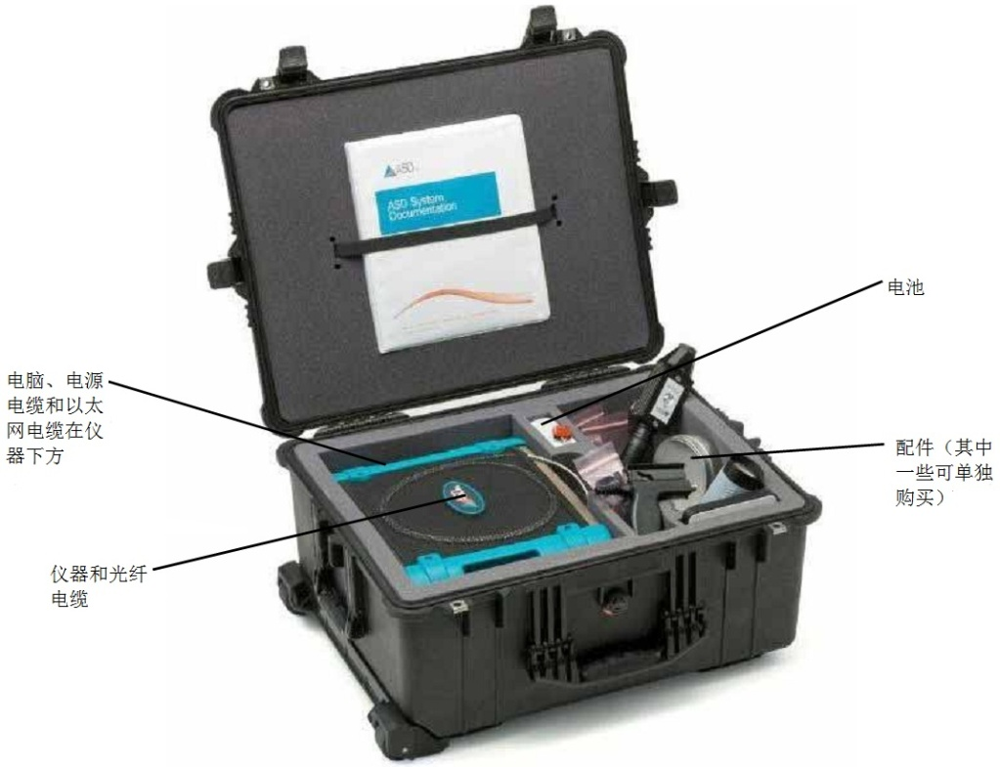 ASD
ASD System
Documentation
电池
电脑、电源
电缆和以太
网电缆在仪
器下方
配件（其中
一些可单独
购买）
仪器和光纤
电缆